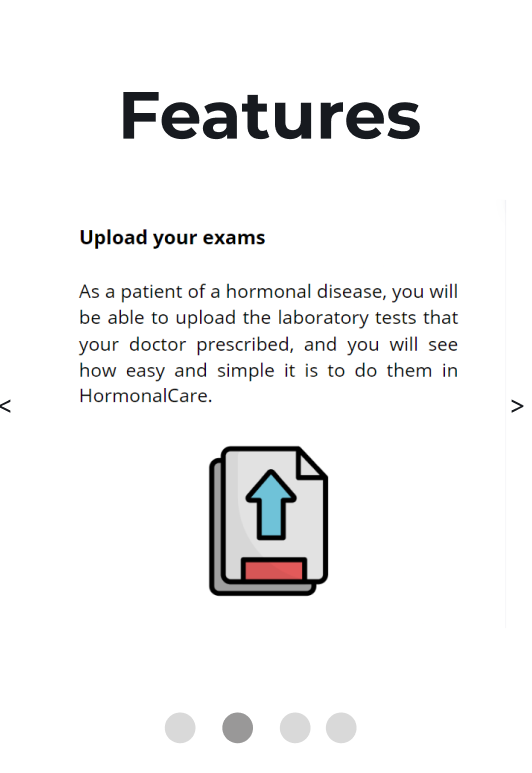 Features
Upload your exams
As a patient of a hormonal disease, you will
be able to upload the laboratory tests that
your doctor prescribed, and you will see
how easy and simple it is to do them in
HormonalCare.
<
>